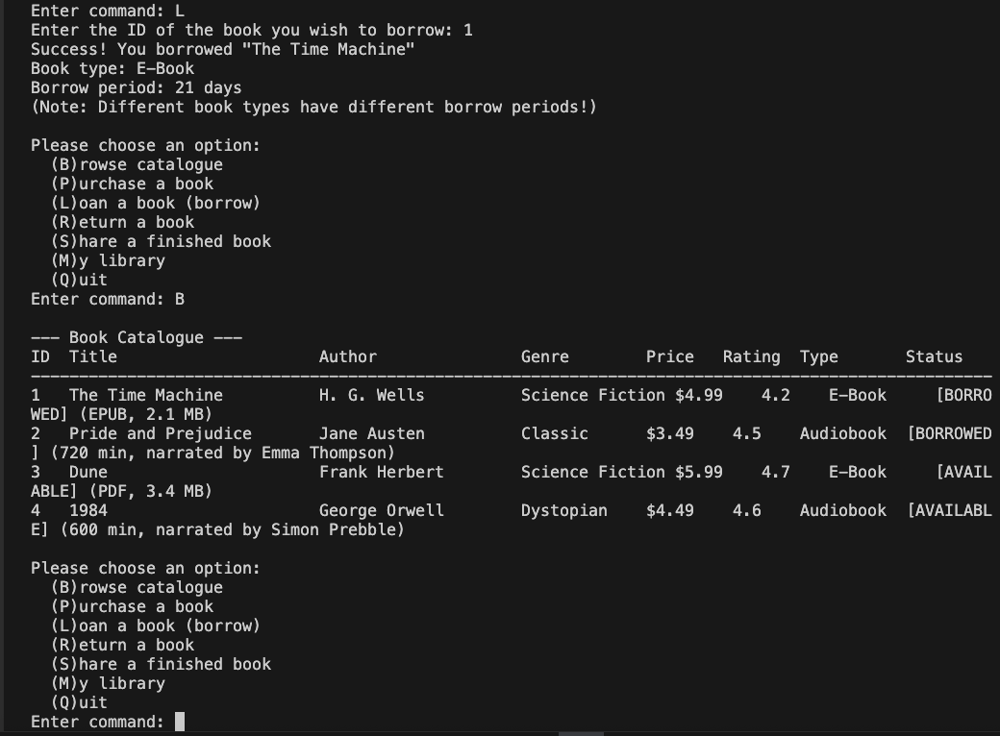 Enter command: L
Enter the ID of the book you wish to borrow: 1
Success! You borrowed "The Time Machine"
Book type: E-Book
Borrow period: 21 days
(Note: Different book types have different borrow periods!)

Please choose an option:
  (B)rowse catalogue
  (P)urchase a book
  (L)oan a book (borrow)
  (R)eturn a book
  (S)hare a finished book
  (M)y library
  (Q)uit
Enter command: B

--- Book Catalogue ---
ID  Title                     Author               Genre        Price   Rating  Type       Status
----------------------------------------------------------------------------------------------------
1   The Time Machine          H. G. Wells          Science Fiction $4.99    4.2    E-Book     [BORRO
WED] (EPUB, 2.1 MB)
2   Pride and Prejudice       Jane Austen          Classic      $3.49    4.5    Audiobook  [BORROWED
] (720 min, narrated by Emma Thompson)
3   Dune                      Frank Herbert        Science Fiction $5.99    4.7    E-Book     [AVAIL
ABLE] (PDF, 3.4 MB)
4   1984                      George Orwell        Dystopian    $4.49    4.6    Audiobook  [AVAILABL
E] (600 min, narrated by Simon Prebble)

Please choose an option:
  (B)rowse catalogue
  (P)urchase a book
  (L)oan a book (borrow)
  (R)eturn a book
  (S)hare a finished book
  (M)y library
  (Q)uit
Enter command: